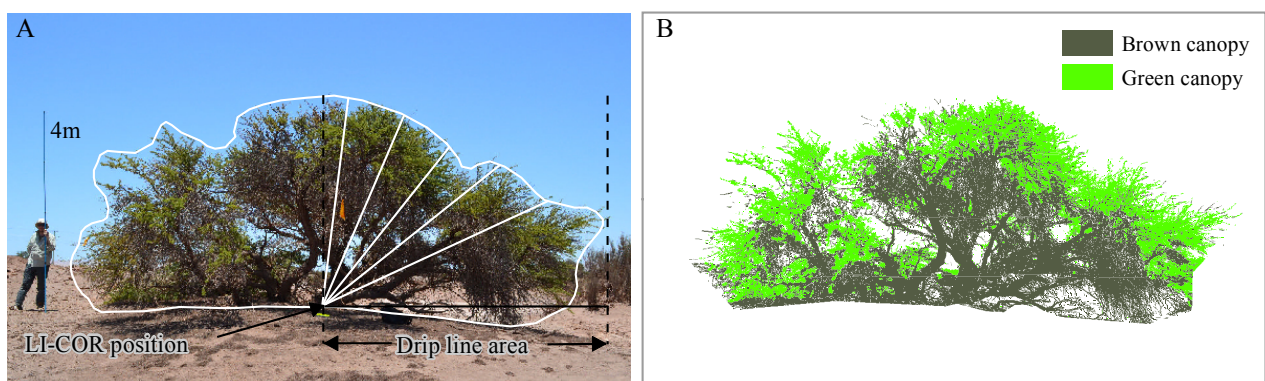 A
4m
LI-COR position
Drip line area
B
Brown canopy
Green canopy